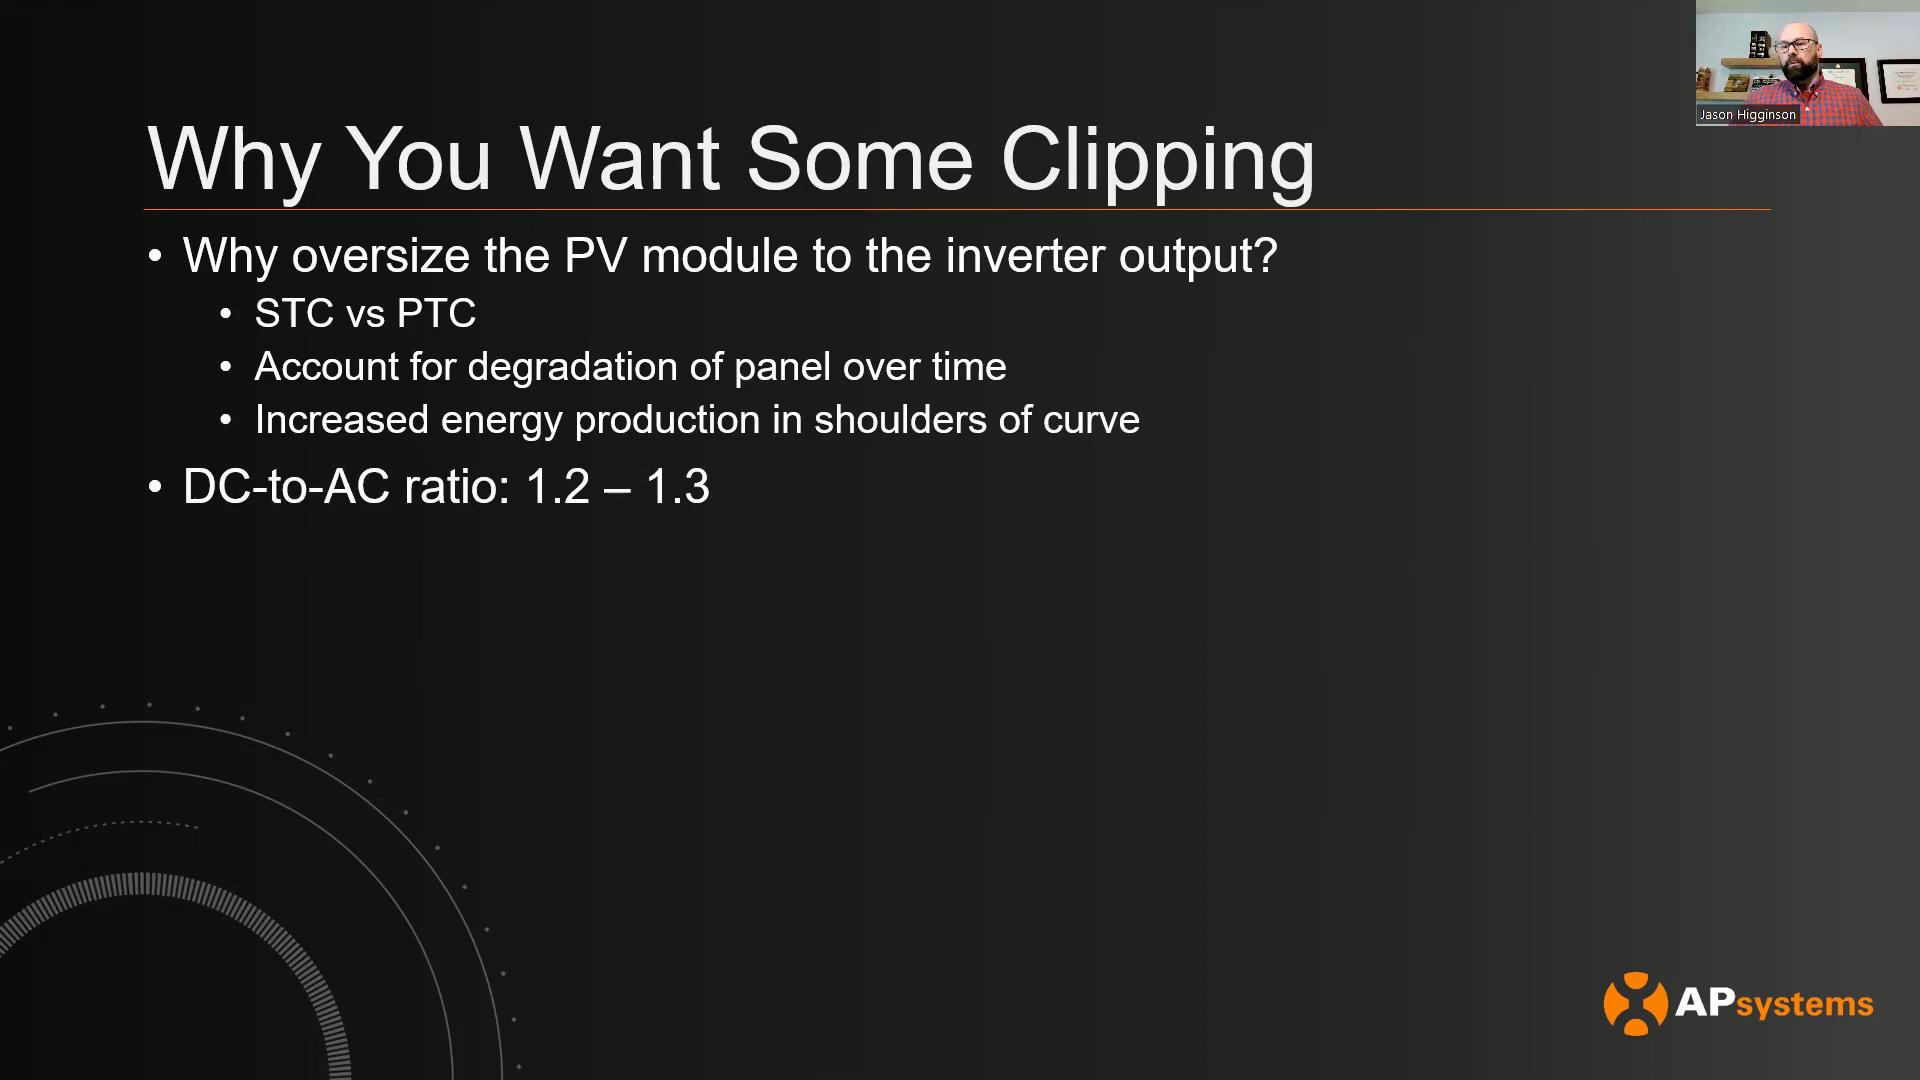 Jason Higginson
Why You Want Some Clipping
• Why oversize the PV module to the inverter output?
• STC vs PTC
• Account for degradation of panel over time
• Increased energy production in shoulders of curve
• DC-to-AC ratio: 1.2 – 1.3
APsystems